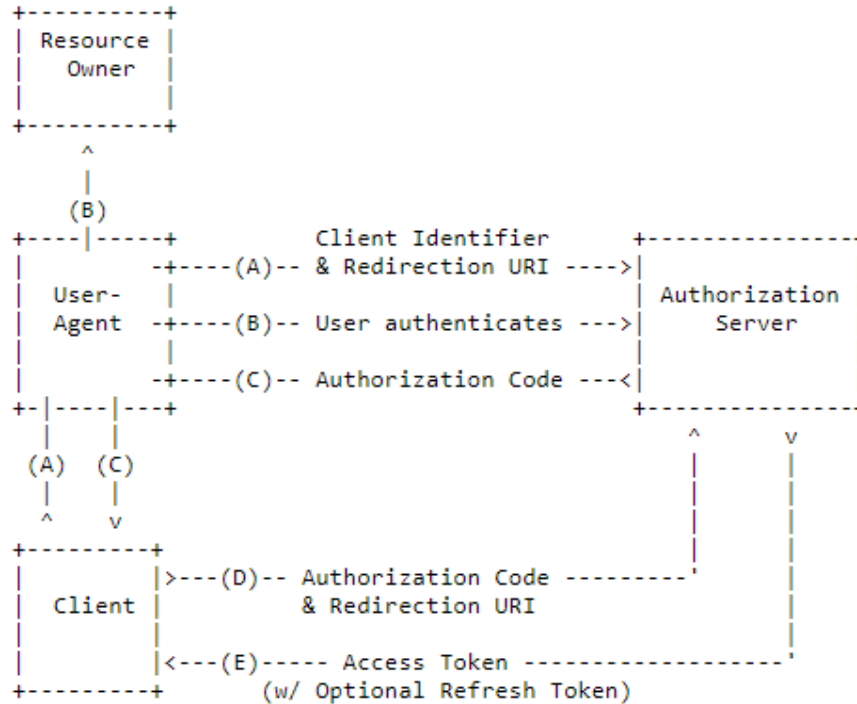 +----------+
| Resource |
|   Owner  |
|          |
+----------+
     ^
     |
    (B)
+----|-----+          Client Identifier      +---------------
|         -+----(A)-- & Redirection URI ---->|
|  User-   |                                 | Authorization
|  Agent  -+----(B)-- User authenticates --->|     Server
|          |                                 |
|         -+----(C)-- Authorization Code ---<|
+-|----|---+                                 +---------------
  |    |                                         ^      v
 (A)  (C)                                        |      |
  |    |                                         |      |
  ^    v                                         |      |
+---------+                                      |      |
|         |>---(D)-- Authorization Code ---------'      |
|  Client |          & Redirection URI                  |
|         |                                             |
|         |<---(E)----- Access Token -------------------'
+---------+       (w/ Optional Refresh Token)